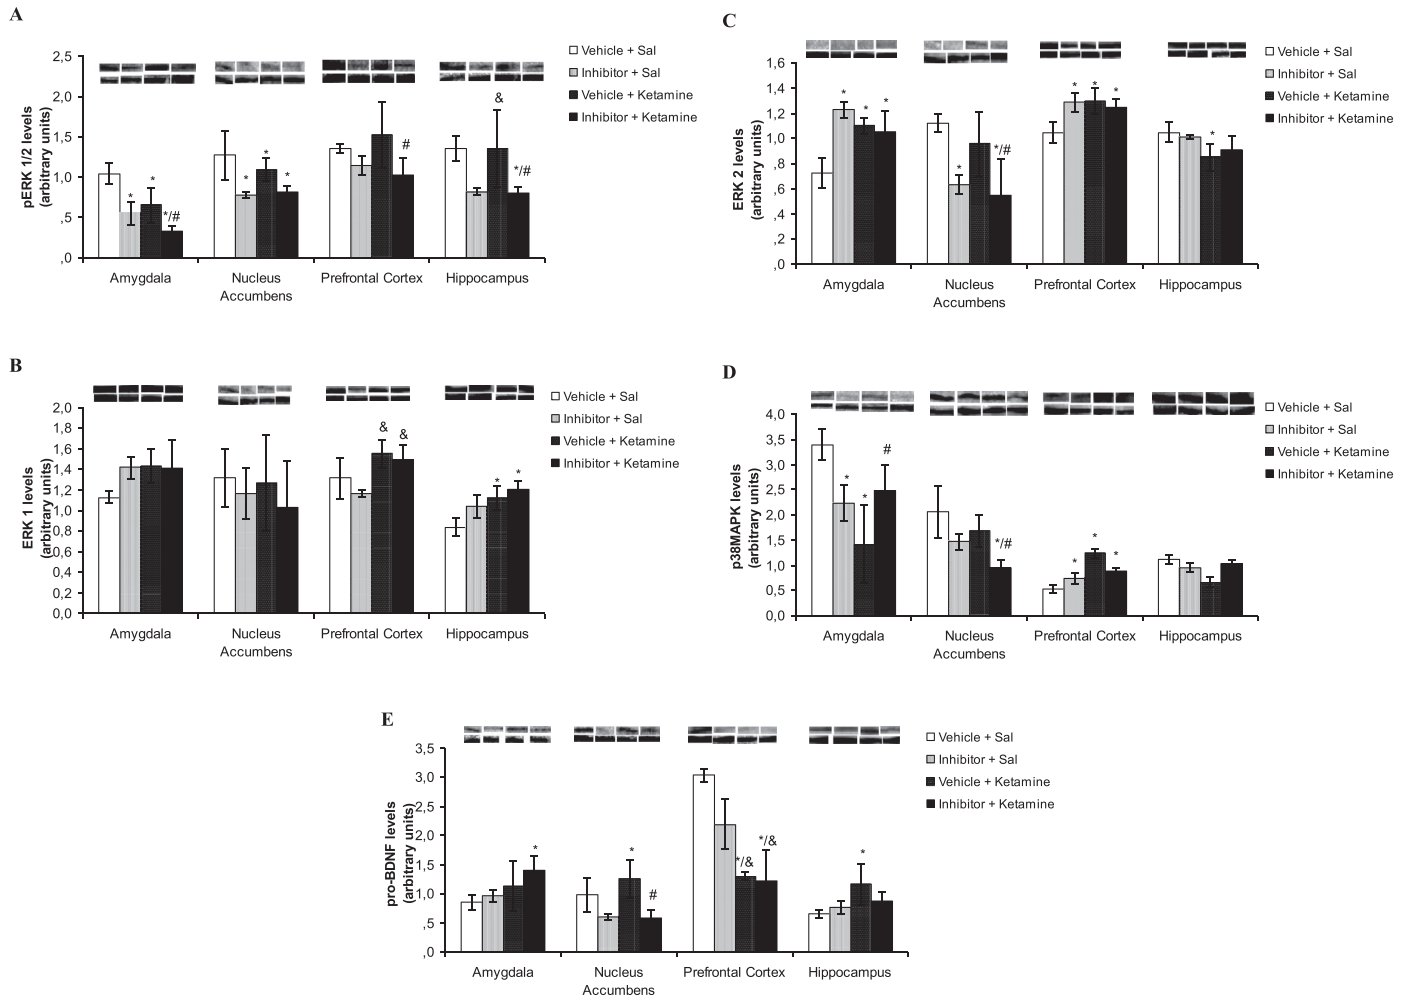 A
pERK 1/2 levels
(arbitrary units)
2,5
2,0
1,5
1,0
,5
,0
* * */# * * * # & */#
Amygdala Nucleus Accumbens Prefrontal Cortex Hippocampus
Vehicle + Sal
Inhibitor + Sal
Vehicle + Ketamine
Inhibitor + Ketamine
B
ERK 1 levels
(arbitrary units)
2,0
1,8
1,6
1,4
1,2
1,0
0,8
0,6
0,4
0,2
0,0
& & * *
Amygdala Nucleus Accumbens Prefrontal Cortex Hippocampus
Vehicle + Sal
Inhibitor + Sal
Vehicle + Ketamine
Inhibitor + Ketamine
C
ERK 2 levels
(arbitrary units)
1,6
1,4
1,2
1,0
,8
,6
,4
,2
,0
* * * * */# * * * *
Amygdala Nucleus Accumbens Prefrontal Cortex Hippocampus
Vehicle + Sal
Inhibitor + Sal
Vehicle + Ketamine
Inhibitor + Ketamine
D
p38MAPK levels
(arbitrary units)
4,0
3,5
3,0
2,5
2,0
1,5
1,0
0,5
0,0
* * # */# * * *
Amygdala Nucleus Accumbens Prefrontal Cortex Hippocampus
Vehicle + Sal
Inhibitor + Sal
Vehicle + Ketamine
Inhibitor + Ketamine
E
pro-BDNF levels
(arbitrary units)
3,5
3,0
2,5
2,0
1,5
1,0
,5
,0
* * # */& */& *
Amygdala Nucleus Accumbens Prefrontal Cortex Hippocampus
Vehicle + Sal
Inhibitor + Sal
Vehicle + Ketamine
Inhibitor + Ketamine